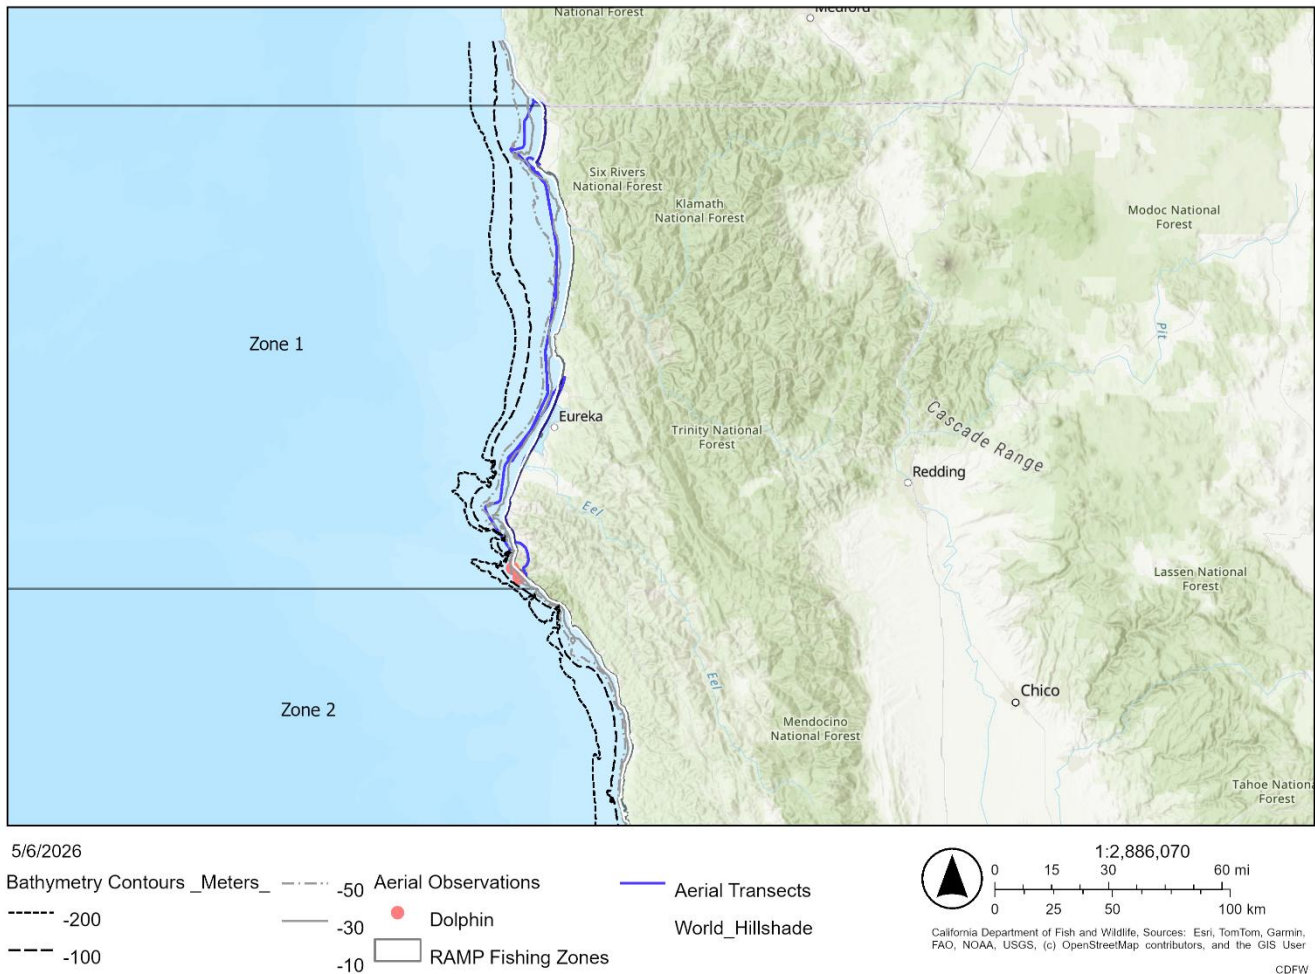 National Forest
Medford
Six Rivers
National Forest
Klamath
National Forest
Modoc National
Forest
Pit
Zone 1
Eureka
Trinity National
Forest
Cascade Range
Redding
Eel
Lassen National
Forest
Eel
Chico
Zone 2
Mendocino
National Forest
Tahoe Nationa
Forest
5/6/2026
Bathymetry Contours _Meters_
-200
-100
-50
-30
-10
Aerial Observations
Dolphin
RAMP Fishing Zones
Aerial Transects
World_Hillshade
1:2,886,070
0 15 30 60 mi
0 25 50 100 km
California Department of Fish and Wildlife, Sources: Esri, TomTom, Garmin,
FAO, NOAA, USGS, (c) OpenStreetMap contributors, and the GIS User
CDFW